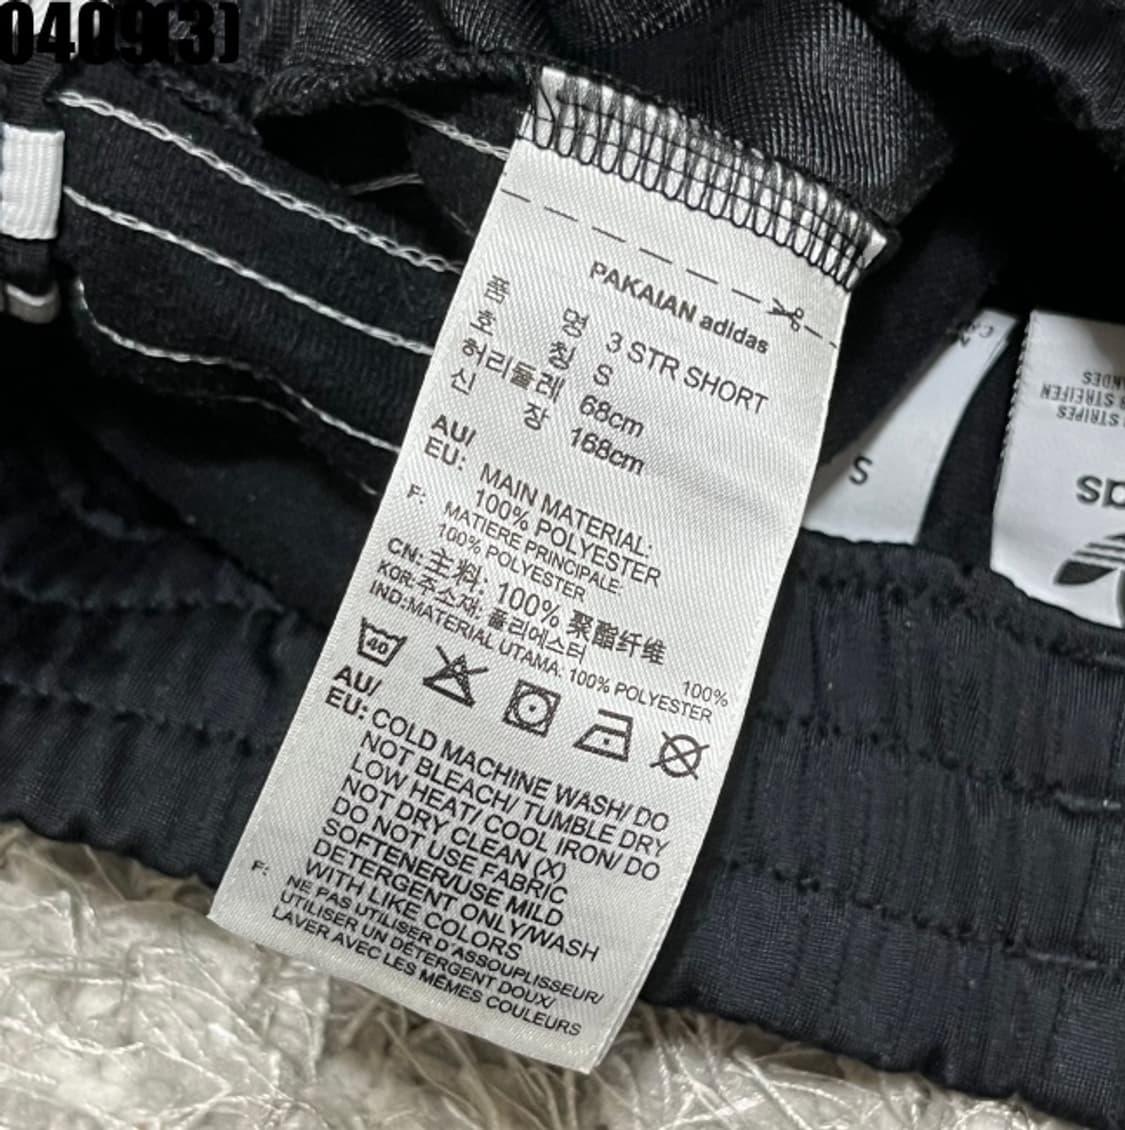 0409(3)
PAKAIAN adidas
품 명 3 STR SHORT
호 칭 S
허리둘레 68cm
신 장 168cm
AU/
EU: MAIN MATERIAL:
100% POLYESTER
F: MATIERE PRINCIPALE:
100% POLYESTER
CN: 主料: 100% 聚酯纤维
KOR:주소재: 폴리에스터 100%
IND:MATERIAL UTAMA: 100% POLYESTER
40
AU/
EU: COLD MACHINE WASH/ DO
NOT BLEACH/ TUMBLE DRY
LOW HEAT/ COOL IRON/ DO
NOT DRY CLEAN (X)
DO NOT USE FABRIC
SOFTENER/USE MILD
DETERGENT ONLY/WASH
WITH LIKE COLORS
F: NE PAS UTILISER D'ASSOUPLISSEUR/
UTILISER UN DÉTERGENT DOUX/
LAVER AVEC LES MÊMES COULEURS
S
STREIFEN
STRIPES